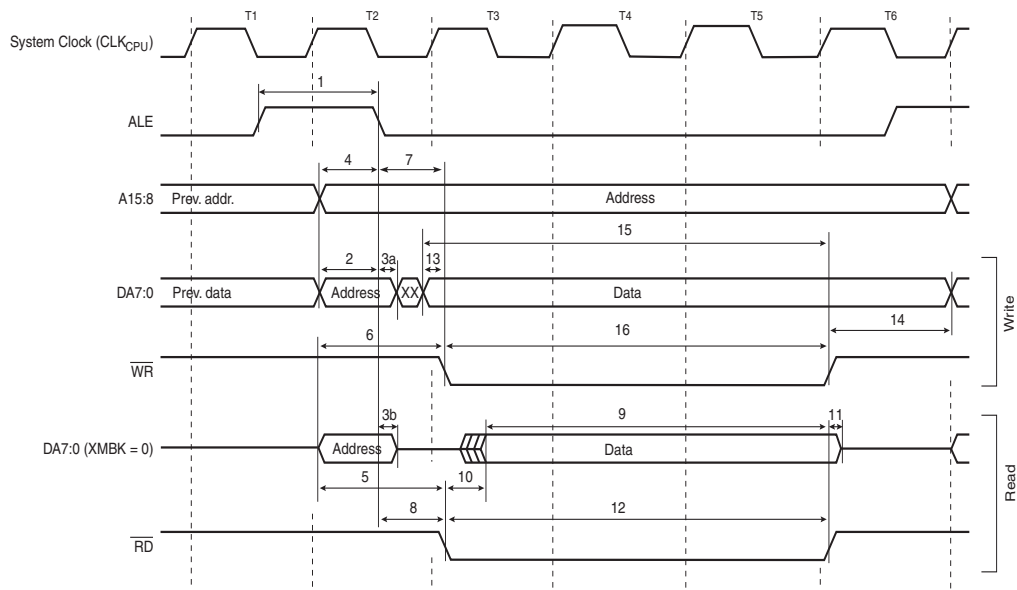 T1 T2 T3 T4 T5 T6
System Clock (CLKCPU)
1
ALE
4 7
A15:8 Prev. addr. Address
15
2 3a 13
DA7:0 Prev. data Address XX Data
14
6 16
WR
Write
3b 9 11
DA7:0 (XMBK = 0) Address Data
5 10
8 12
RD
Read